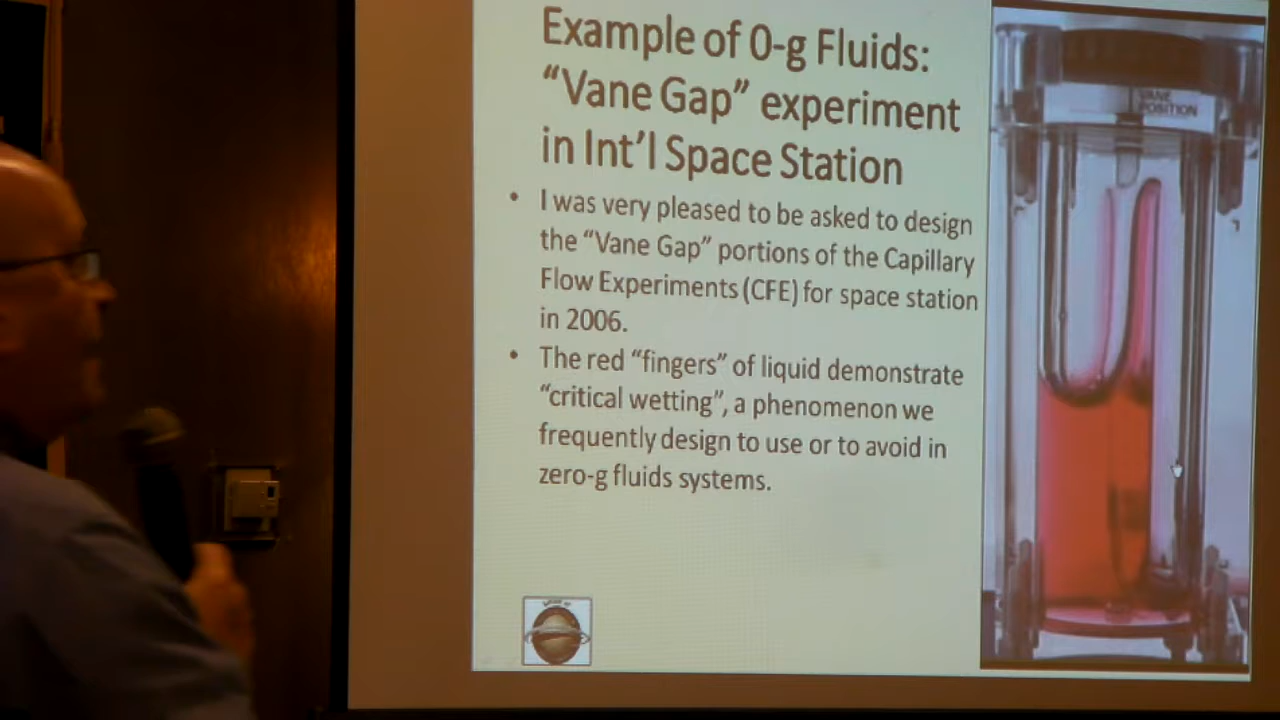 Example of 0-g Fluids:
“Vane Gap” experiment
in Int’l Space Station
• I was very pleased to be asked to design
the “Vane Gap” portions of the Capillary
Flow Experiments (CFE) for space station
in 2006.
• The red “fingers” of liquid demonstrate
“critical wetting”, a phenomenon we
frequently design to use or to avoid in
zero-g fluids systems.
VANE
POSITION